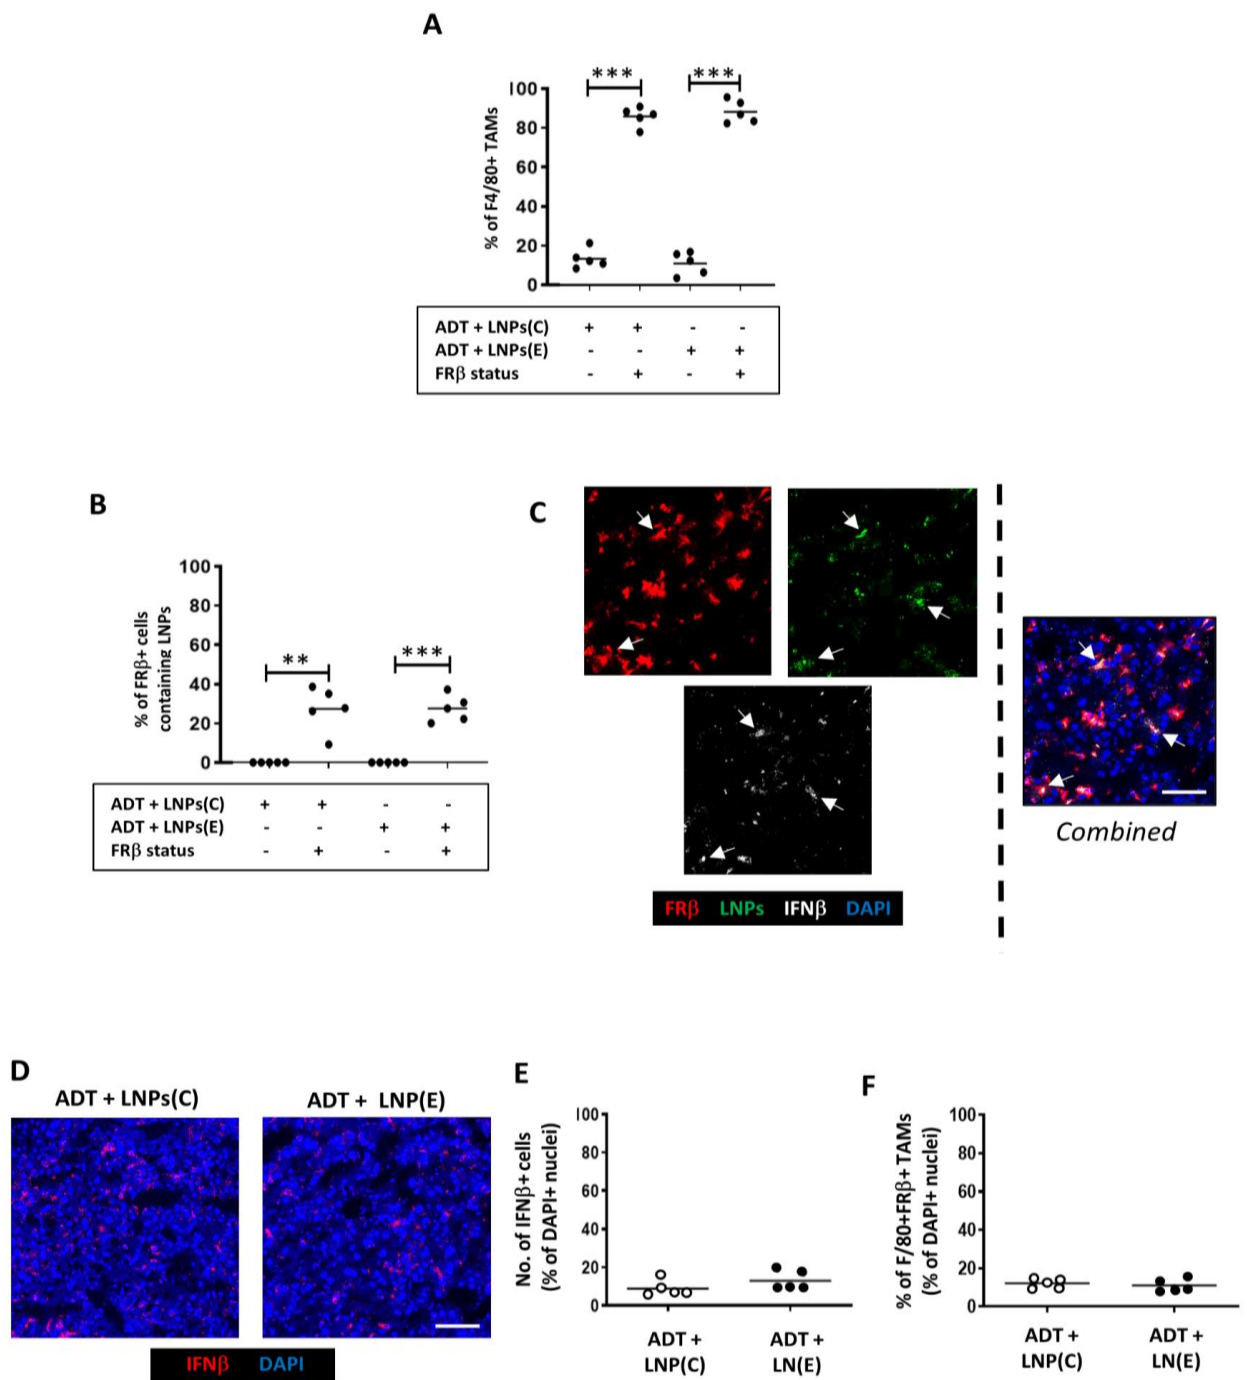 A
% of F4/80+ TAMs
100
80
60
40
20
0
***
***
ADT + LNPs(C) + + - -
ADT + LNPs(E) - - + +
FRβ status - + - +
B
% of FRβ+ cells
containing LNPs
100
80
60
40
20
0
**
***
ADT + LNPs(C) + + - -
ADT + LNPs(E) - - + +
FRβ status - + - +
C
FRβ LNPs IFNβ DAPI
Combined
D
ADT + LNPs(C)
ADT + LNP(E)
IFNβ DAPI
E
No. of IFNβ+ cells
(% of DAPI+ nuclei)
100
80
60
40
20
0
ADT +
LNP(C)
ADT +
LN(E)
F
% of F/80+FRβ+ TAMs
(% of DAPI+ nuclei)
100
80
60
40
20
0
ADT +
LNP(C)
ADT +
LN(E)